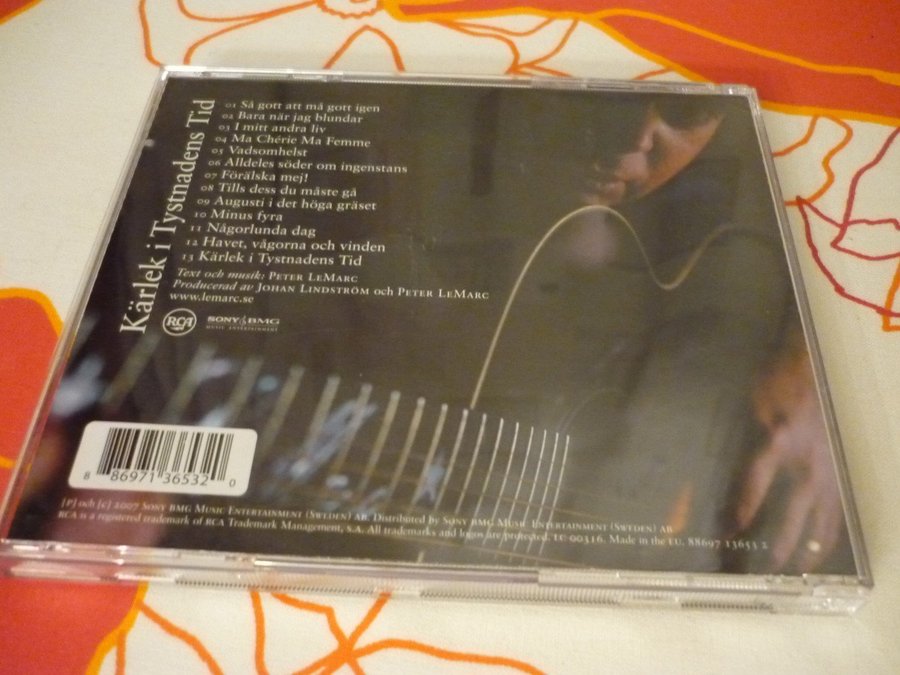 Kärlek i Tystnadens Tid
01 Så gott att må gott igen
02 Bara när jag blundar
03 I mitt andra liv
04 Ma Chérie Ma Femme
05 Vadsomhelst
06 Alldeles söder om ingenstans
07 Förälska mej!
08 Tills dess du måste gå
09 Augusti i det höga gräset
10 Minus fyra
11 Någorlunda dag
12 Havet, vågorna och vinden
13 Kärlek i Tystnadens Tid
Text och musik: Peter LeMarc
Producerad av Johan Lindström och Peter LeMarc
www.lemarc.se
RCA SONY BMG
MUSIC ENTERTAINMENT
8 86971 36532 0
[P] och [C] 2007 Sony BMG Music Entertainment (Sweden) AB. Distributed by Sony BMG Music Entertainment (Sweden) AB
RCA is a registered trademark of RCA Trademark Management, S.A. All trademarks and logos are protected. LC 00316. Made in the EU. 88697 13653 2